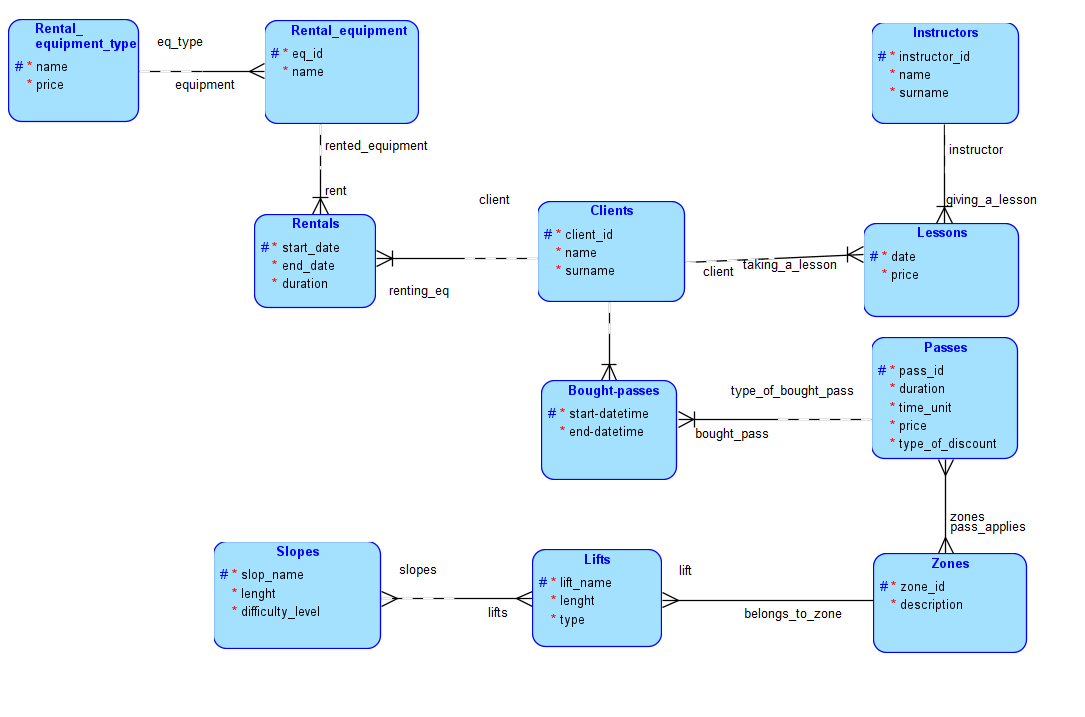 Rental_
equipment_type
# * name
* price
eq_type
equipment
Rental_equipment
# * eq_id
* name
rented_equipment
rent
Rentals
# * start_date
* end_date
* duration
client
renting_eq
Clients
# * client_id
* name
* surname
client
taking_a_lesson
Instructors
# * instructor_id
* name
* surname
instructor
giving_a_lesson
Lessons
# * date
* price
Bought-passes
# * start-datetime
* end-datetime
type_of_bought_pass
bought_pass
Passes
# * pass_id
* duration
* time_unit
* price
* type_of_discount
zones
pass_applies
Slopes
# * slop_name
* lenght
* difficulty_level
slopes
lifts
Lifts
# * lift_name
* lenght
* type
lift
belongs_to_zone
Zones
# * zone_id
* description